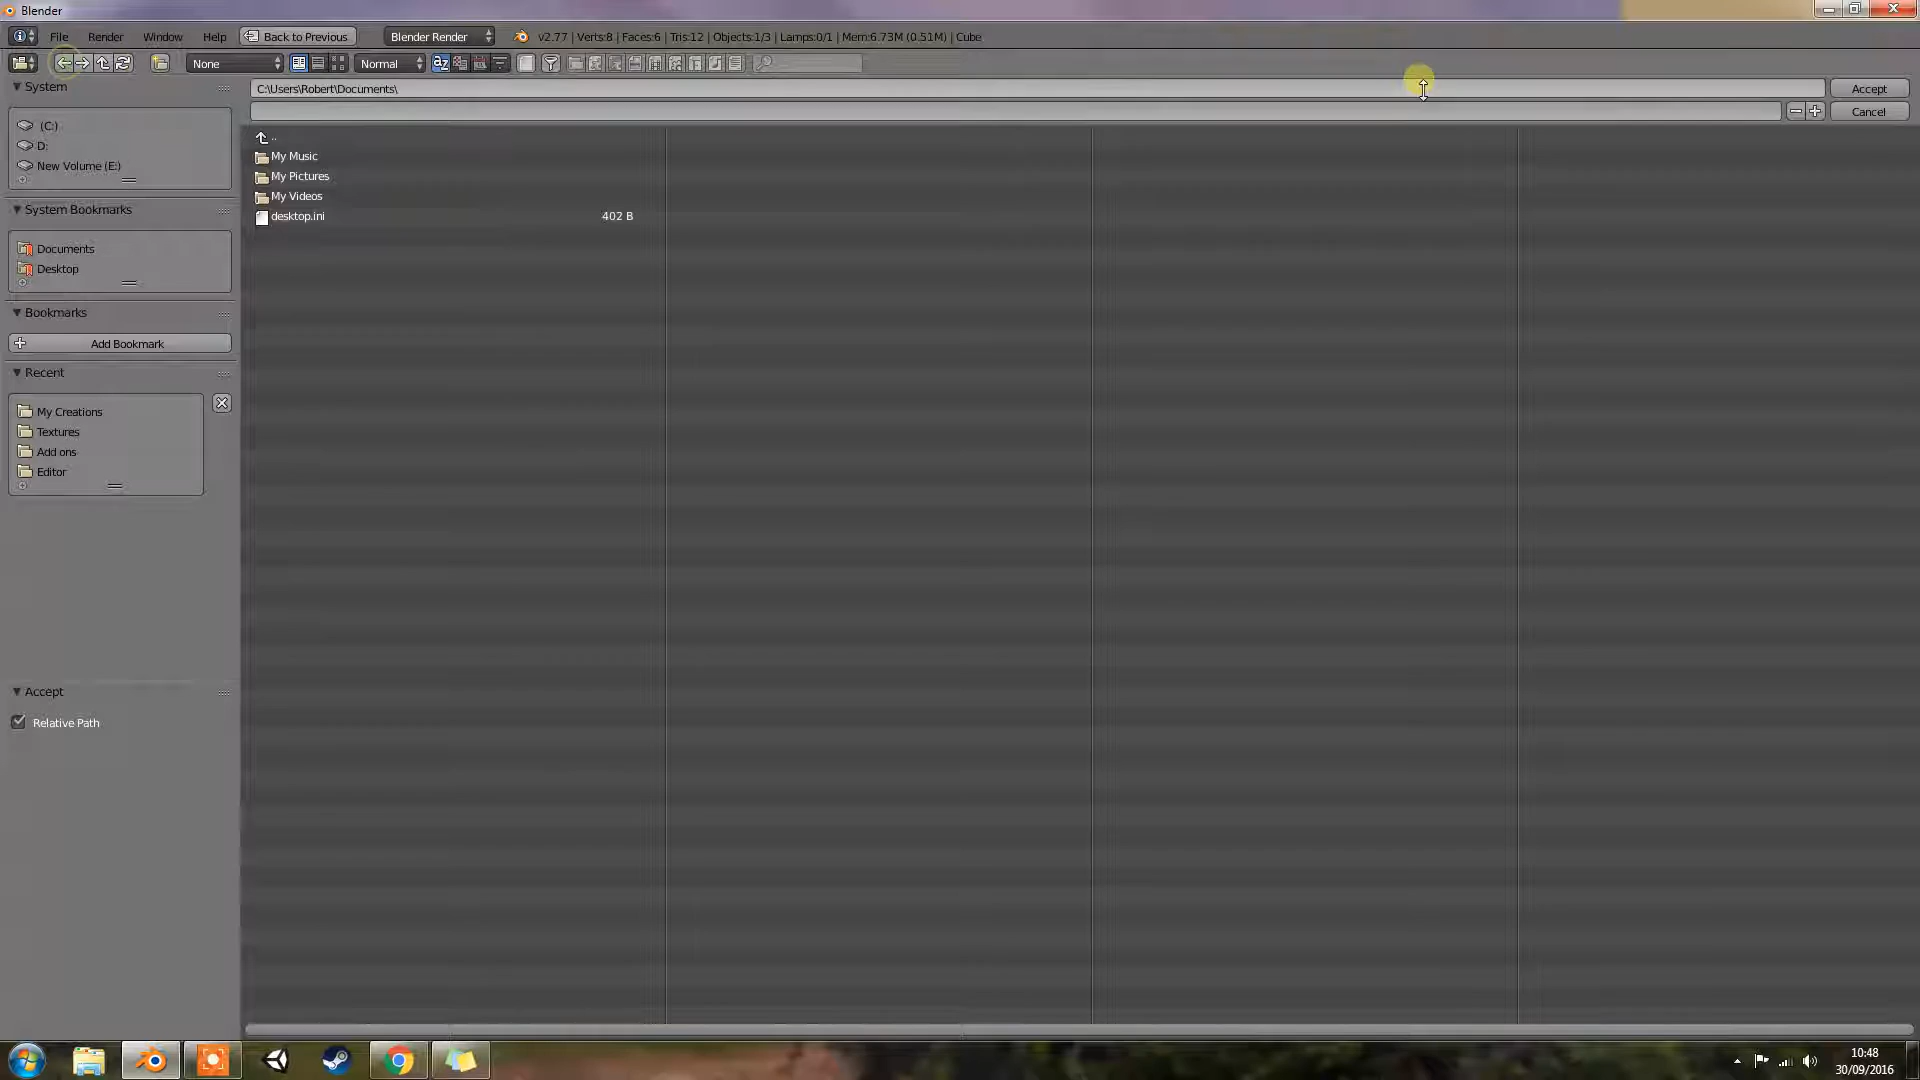 Blender
File Render Window Help Back to Previous Blender Render v2.77 | Verts:8 | Faces:6 | Tris:12 | Objects:1/3 | Lamps:0/1 | Mem:6.73M (0.51M) | Cube
None Normal
System
C:\Users\Robert\Documents\ Accept
Cancel
(C:)
D:
New Volume (E:)
..
My Music
My Pictures
My Videos
desktop.ini 402 B
System Bookmarks
Documents
Desktop
Bookmarks
Add Bookmark
Recent
My Creations
Textures
Add ons
Editor
Accept
Relative Path
10:48
30/09/2016